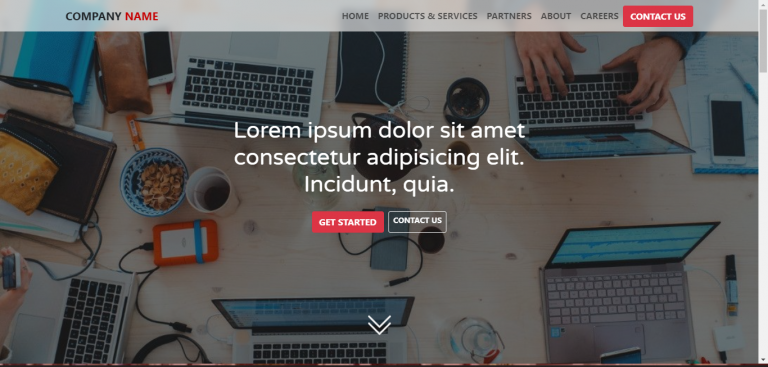 COMPANY NAME
HOME PRODUCTS & SERVICES PARTNERS ABOUT CAREERS CONTACT US
Lorem ipsum dolor sit amet
consectetur adipisicing elit.
Incidunt, quia.
GET STARTED CONTACT US